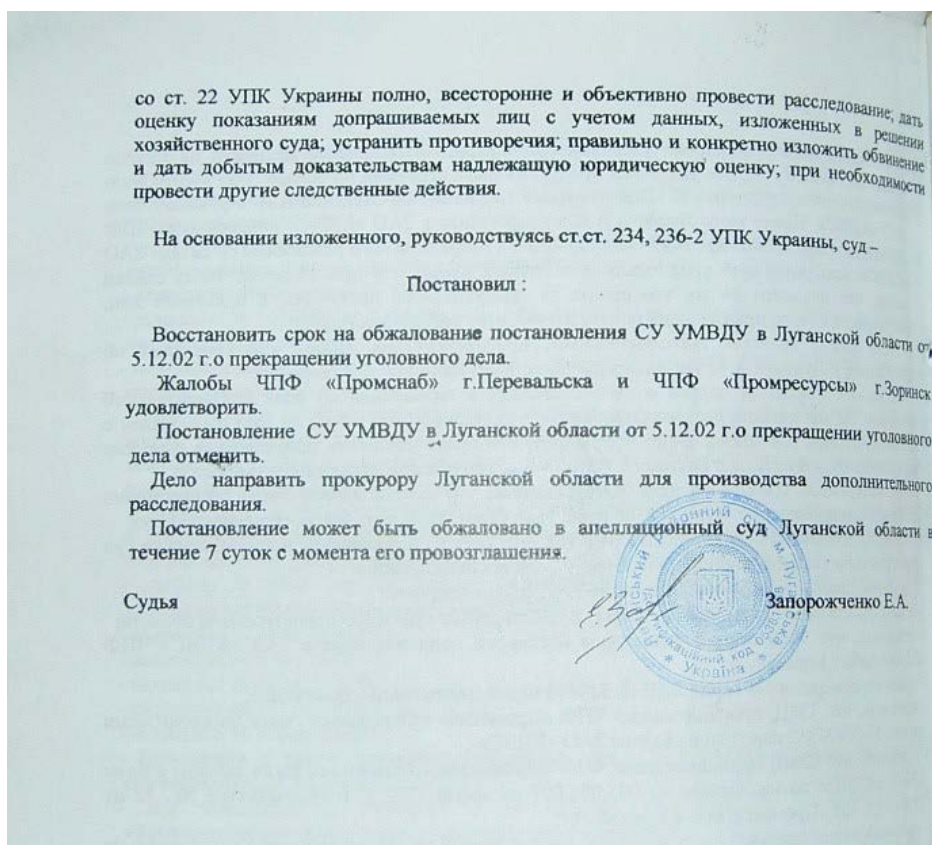 со ст. 22 УПК Украины полно, всесторонне и объективно провести расследование; дать
оценку показаниям допрашиваемых лиц с учетом данных, изложенных в решении
хозяйственного суда; устранить противоречия; правильно и конкретно изложить обвинение
и дать добытым доказательствам надлежащую юридическую оценку; при необходимости
провести другие следственные действия.
На основании изложенного, руководствуясь ст.ст. 234, 236-2 УПК Украины, суд –
Постановил :
Восстановить срок на обжалование постановления СУ УМВДУ в Луганской области от
5.12.02 г.о прекращении уголовного дела.
Жалобы ЧПФ «Промснаб» г.Перевальска и ЧПФ «Промресурсы» г.Зоринск
удовлетворить.
Постановление СУ УМВДУ в Луганской области от 5.12.02 г.о прекращении уголовного
дела отменить.
Дело направить прокурору Луганской области для производства дополнительного
расследования.
Постановление может быть обжаловано в апелляционный суд Луганской области в
течение 7 суток с момента его провозглашения.
Судья Запорожченко Е.А.
м. Луганська
Україна